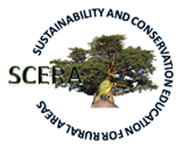 SUSTAINABILITY AND CONSERVATION
SCERA
EDUCATION FOR RURAL AREAS